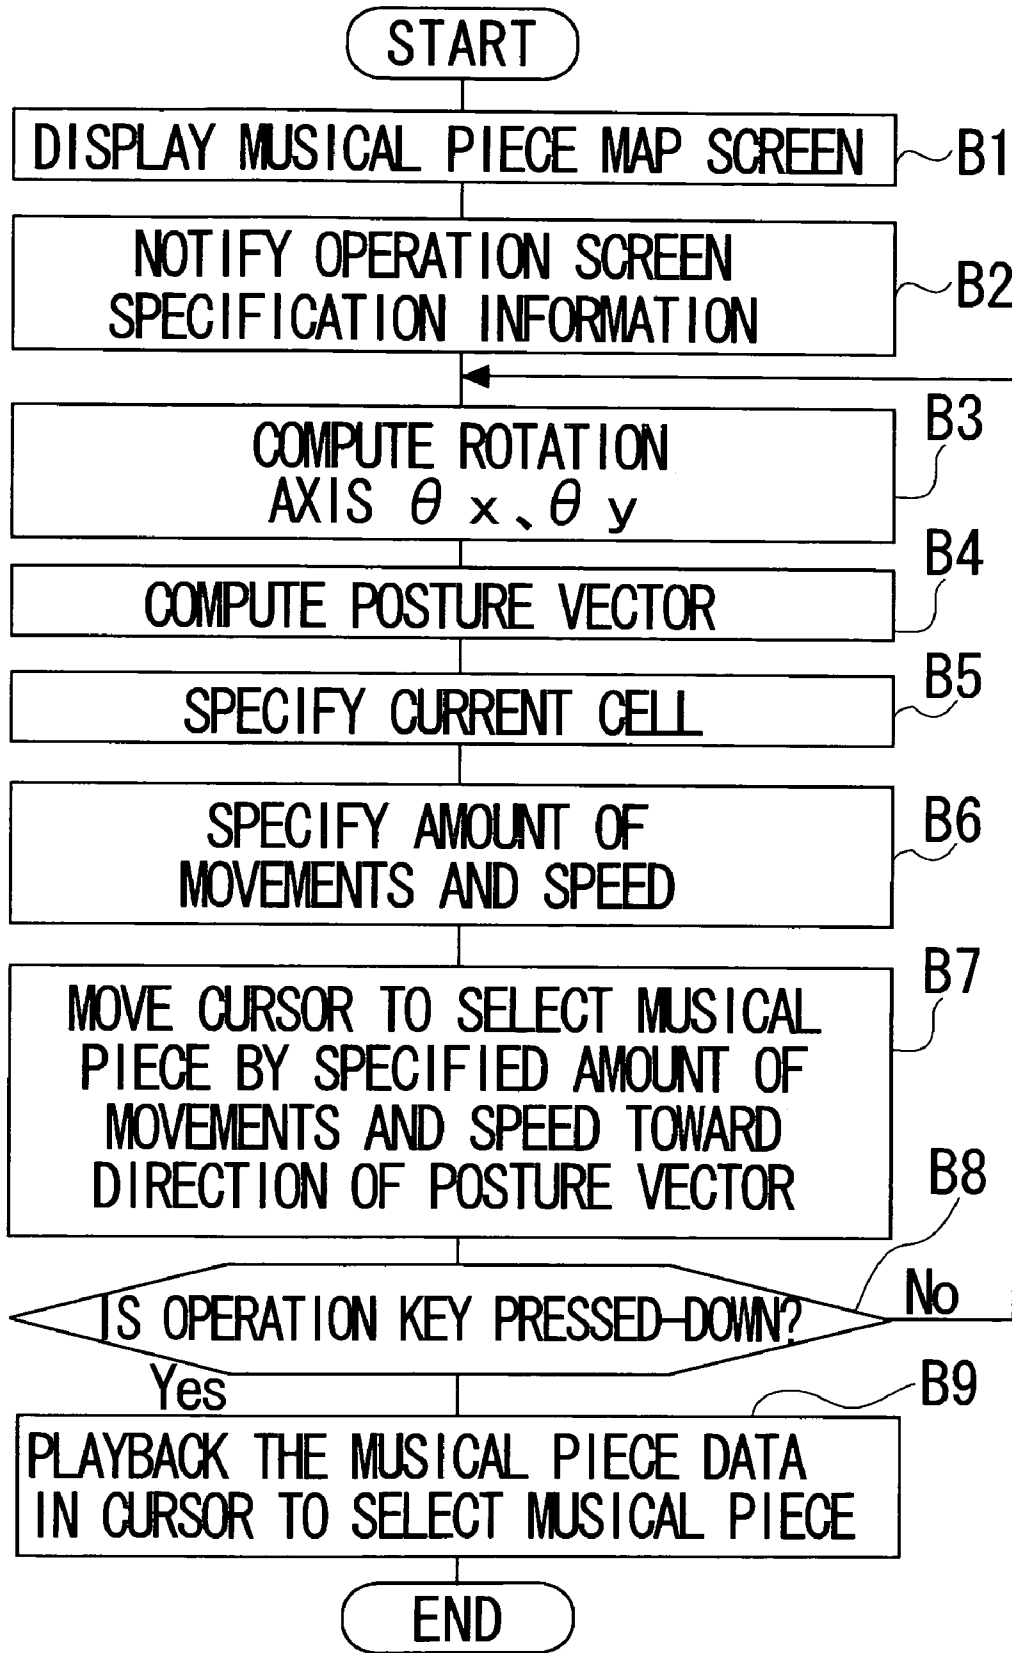 START
DISPLAY MUSICAL PIECE MAP SCREEN
B1
NOTIFY OPERATION SCREEN
SPECIFICATION INFORMATION
B2
COMPUTE ROTATION
AXIS θ x、θ y
B3
COMPUTE POSTURE VECTOR
B4
SPECIFY CURRENT CELL
B5
SPECIFY AMOUNT OF
MOVEMENTS AND SPEED
B6
MOVE CURSOR TO SELECT MUSICAL
PIECE BY SPECIFIED AMOUNT OF
MOVEMENTS AND SPEED TOWARD
DIRECTION OF POSTURE VECTOR
B7
IS OPERATION KEY PRESSED-DOWN?
B8
No
Yes
PLAYBACK THE MUSICAL PIECE DATA
IN CURSOR TO SELECT MUSICAL PIECE
B9
END